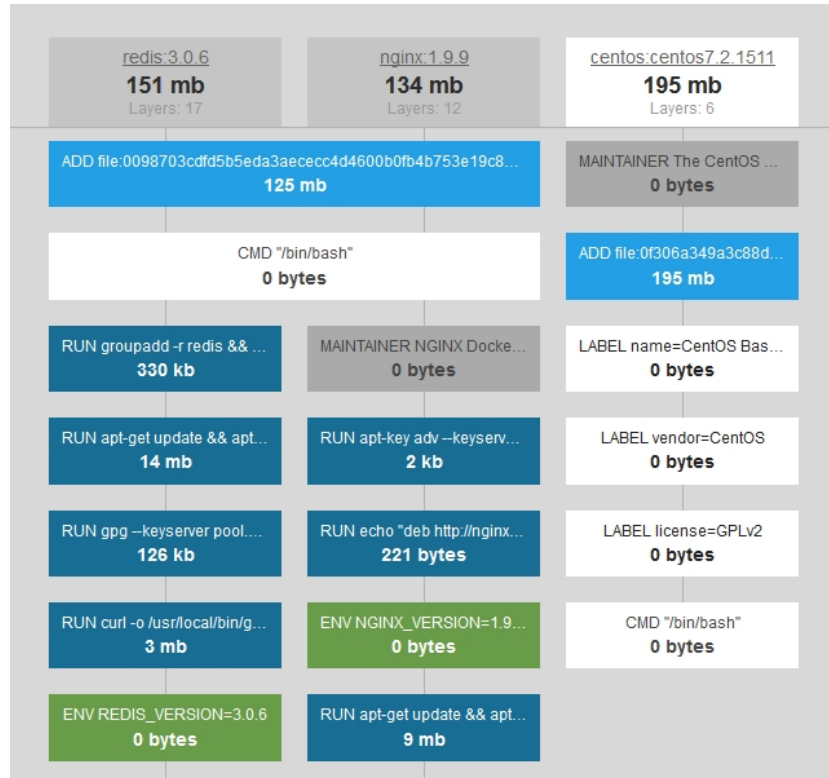 redis:3.0.6
151 mb
Layers: 17
nginx:1.9.9
134 mb
Layers: 12
centos:centos7.2.1511
195 mb
Layers: 6
ADD file:0098703cdfd5b5eda3aececc4d4600b0fb4b753e19c8...
125 mb
MAINTAINER The CentOS ...
0 bytes
CMD "/bin/bash"
0 bytes
ADD file:0f306a349a3c88d...
195 mb
RUN groupadd -r redis && ...
330 kb
MAINTAINER NGINX Docke...
0 bytes
LABEL name=CentOS Bas...
0 bytes
RUN apt-get update && apt...
14 mb
RUN apt-key adv --keyserv...
2 kb
LABEL vendor=CentOS
0 bytes
RUN gpg --keyserver pool....
126 kb
RUN echo "deb http://nginx...
221 bytes
LABEL license=GPLv2
0 bytes
RUN curl -o /usr/local/bin/g...
3 mb
ENV NGINX_VERSION=1.9...
0 bytes
CMD "/bin/bash"
0 bytes
ENV REDIS_VERSION=3.0.6
0 bytes
RUN apt-get update && apt...
9 mb